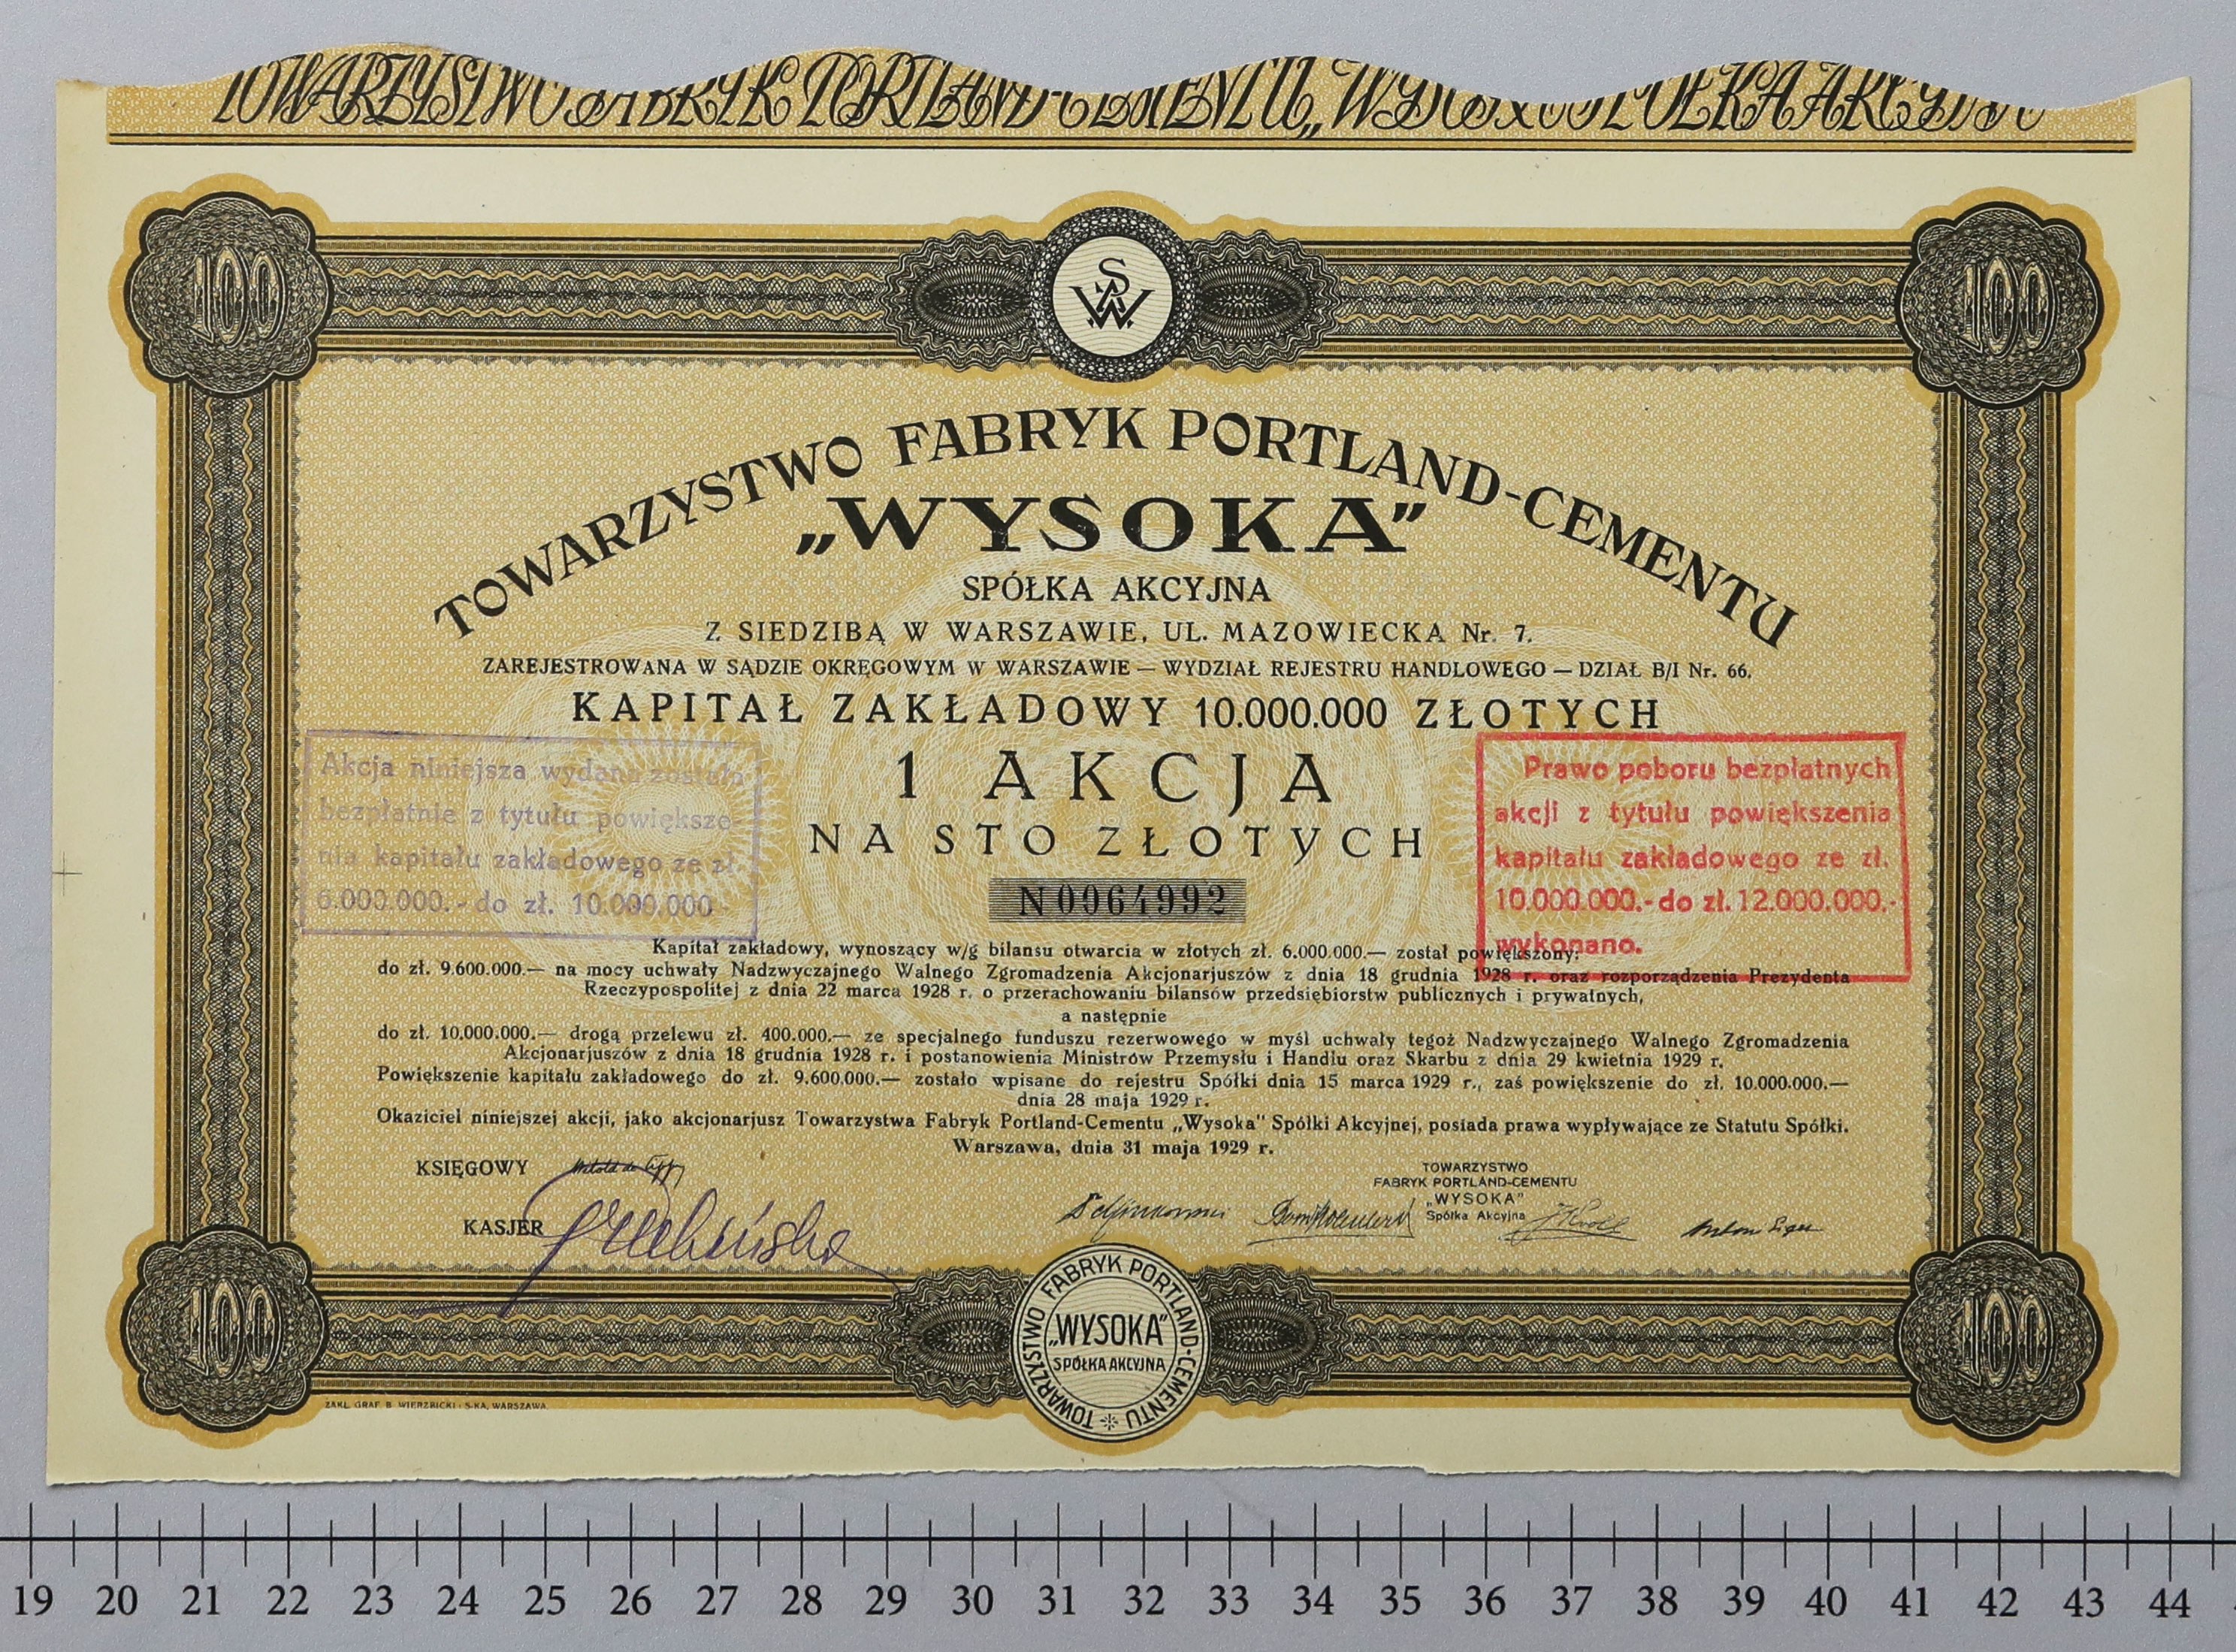 TOWARZYSTWO FABRYK PORTLAND-CEMENTU „WYSOKA" SPÓŁKA AKCYJNA
100
SAW
100
TOWARZYSTWO FABRYK PORTLAND-CEMENTU
„WYSOKA"
SPÓŁKA AKCYJNA
Z SIEDZIBĄ W WARSZAWIE, UL. MAZOWIECKA Nr. 7.
ZAREJESTROWANA W SĄDZIE OKRĘGOWYM W WARSZAWIE — WYDZIAŁ REJESTRU HANDLOWEGO — DZIAŁ B/I Nr. 66.
KAPITAŁ ZAKŁADOWY 10.000.000 ZŁOTYCH
1 AKCJA
NA STO ZŁOTYCH
N 0064992
Akcja niniejsza wydana została
bezpłatnie z tytułu powiększe-
nia kapitału zakładowego ze zł.
6.000.000.- do zł. 10.000.000.-
Prawo poboru bezpłatnych
akcji z tytułu powiększenia
kapitału zakładowego ze zł.
10.000.000.- do zł. 12.000.000.-
wykonano.
Kapitał zakładowy, wynoszący w/g bilansu otwarcia w złotych zł. 6.000.000.— został powiększony:
do zł. 9.600.000.— na mocy uchwały Nadzwyczajnego Walnego Zgromadzenia Akcjonarjuszów z dnia 18 grudnia 1928 r. oraz rozporządzenia Prezydenta
Rzeczypospolitej z dnia 22 marca 1928 r. o przerachowaniu bilansów przedsiębiorstw publicznych i prywatnych,
a następnie
do zł. 10.000.000.— drogą przelewu zł. 400.000.— ze specjalnego funduszu rezerwowego w myśl uchwały tegoż Nadzwyczajnego Walnego Zgromadzenia
Akcjonarjuszów z dnia 18 grudnia 1928 r. i postanowienia Ministrów Przemysłu i Handlu oraz Skarbu z dnia 29 kwietnia 1929 r.
Powiększenie kapitału zakładowego do zł. 9.600.000.— zostało wpisane do rejestru Spółki dnia 15 marca 1929 r., zaś powiększenie do zł. 10.000.000.—
dnia 28 maja 1929 r.
Okaziciel niniejszej akcji, jako akcjonarjusz Towarzystwa Fabryk Portland-Cementu „Wysoka" Spółki Akcyjnej, posiada prawa wypływające ze Statutu Spółki.
Warszawa, dnia 31 maja 1929 r.
KSIĘGOWY
KASJER
TOWARZYSTWO
FABRYK PORTLAND-CEMENTU
„WYSOKA"
Spółka Akcyjna
100
TOWARZYSTWO FABRYK PORTLAND-CEMENTU
„WYSOKA"
SPÓŁKA AKCYJNA
100
ZAKŁ. GRAF. B. WIERZBICKI i S-KA, WARSZAWA.
19 20 21 22 23 24 25 26 27 28 29 30 31 32 33 34 35 36 37 38 39 40 41 42 43 44